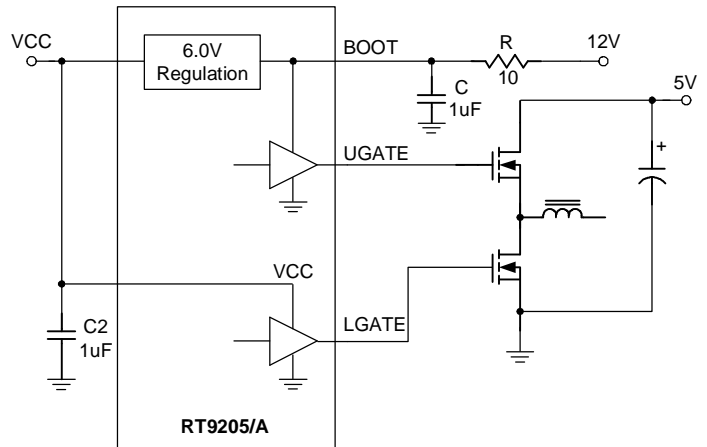 VCC
6.0V
Regulation
BOOT
R
10
12V
C
1uF
5V
+
UGATE
VCC
LGATE
C2
1uF
RT9205/A